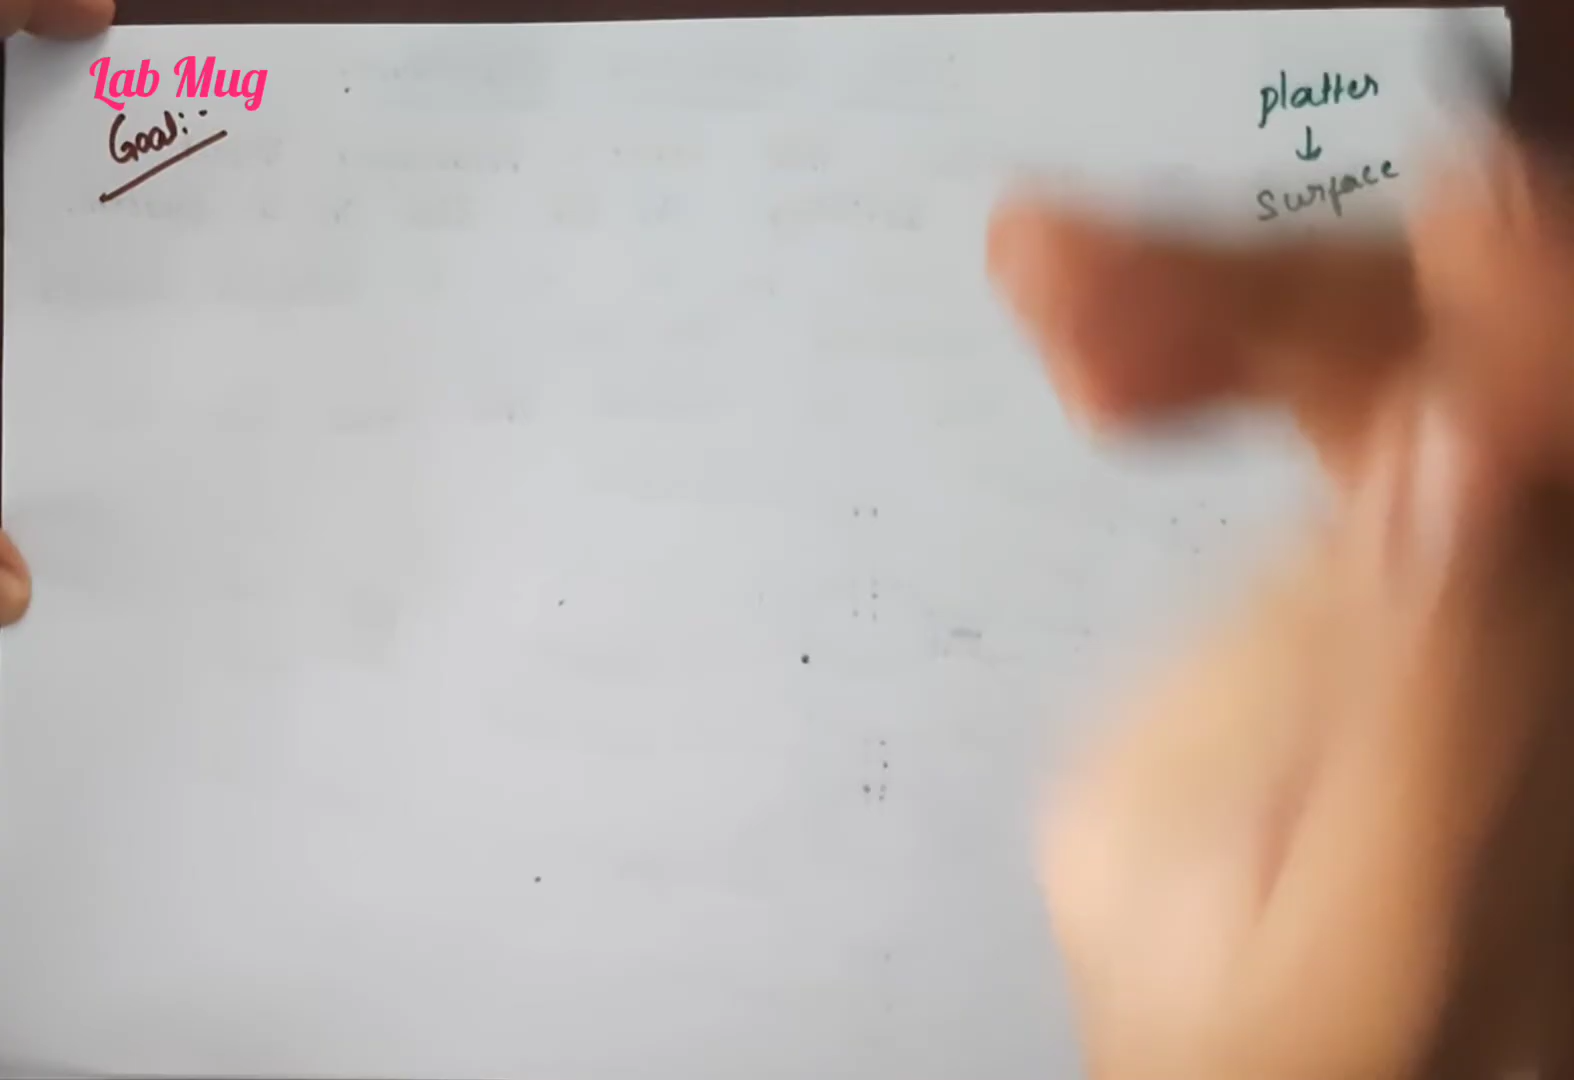 Lab Mug
Goal:-
platter
↓
surface